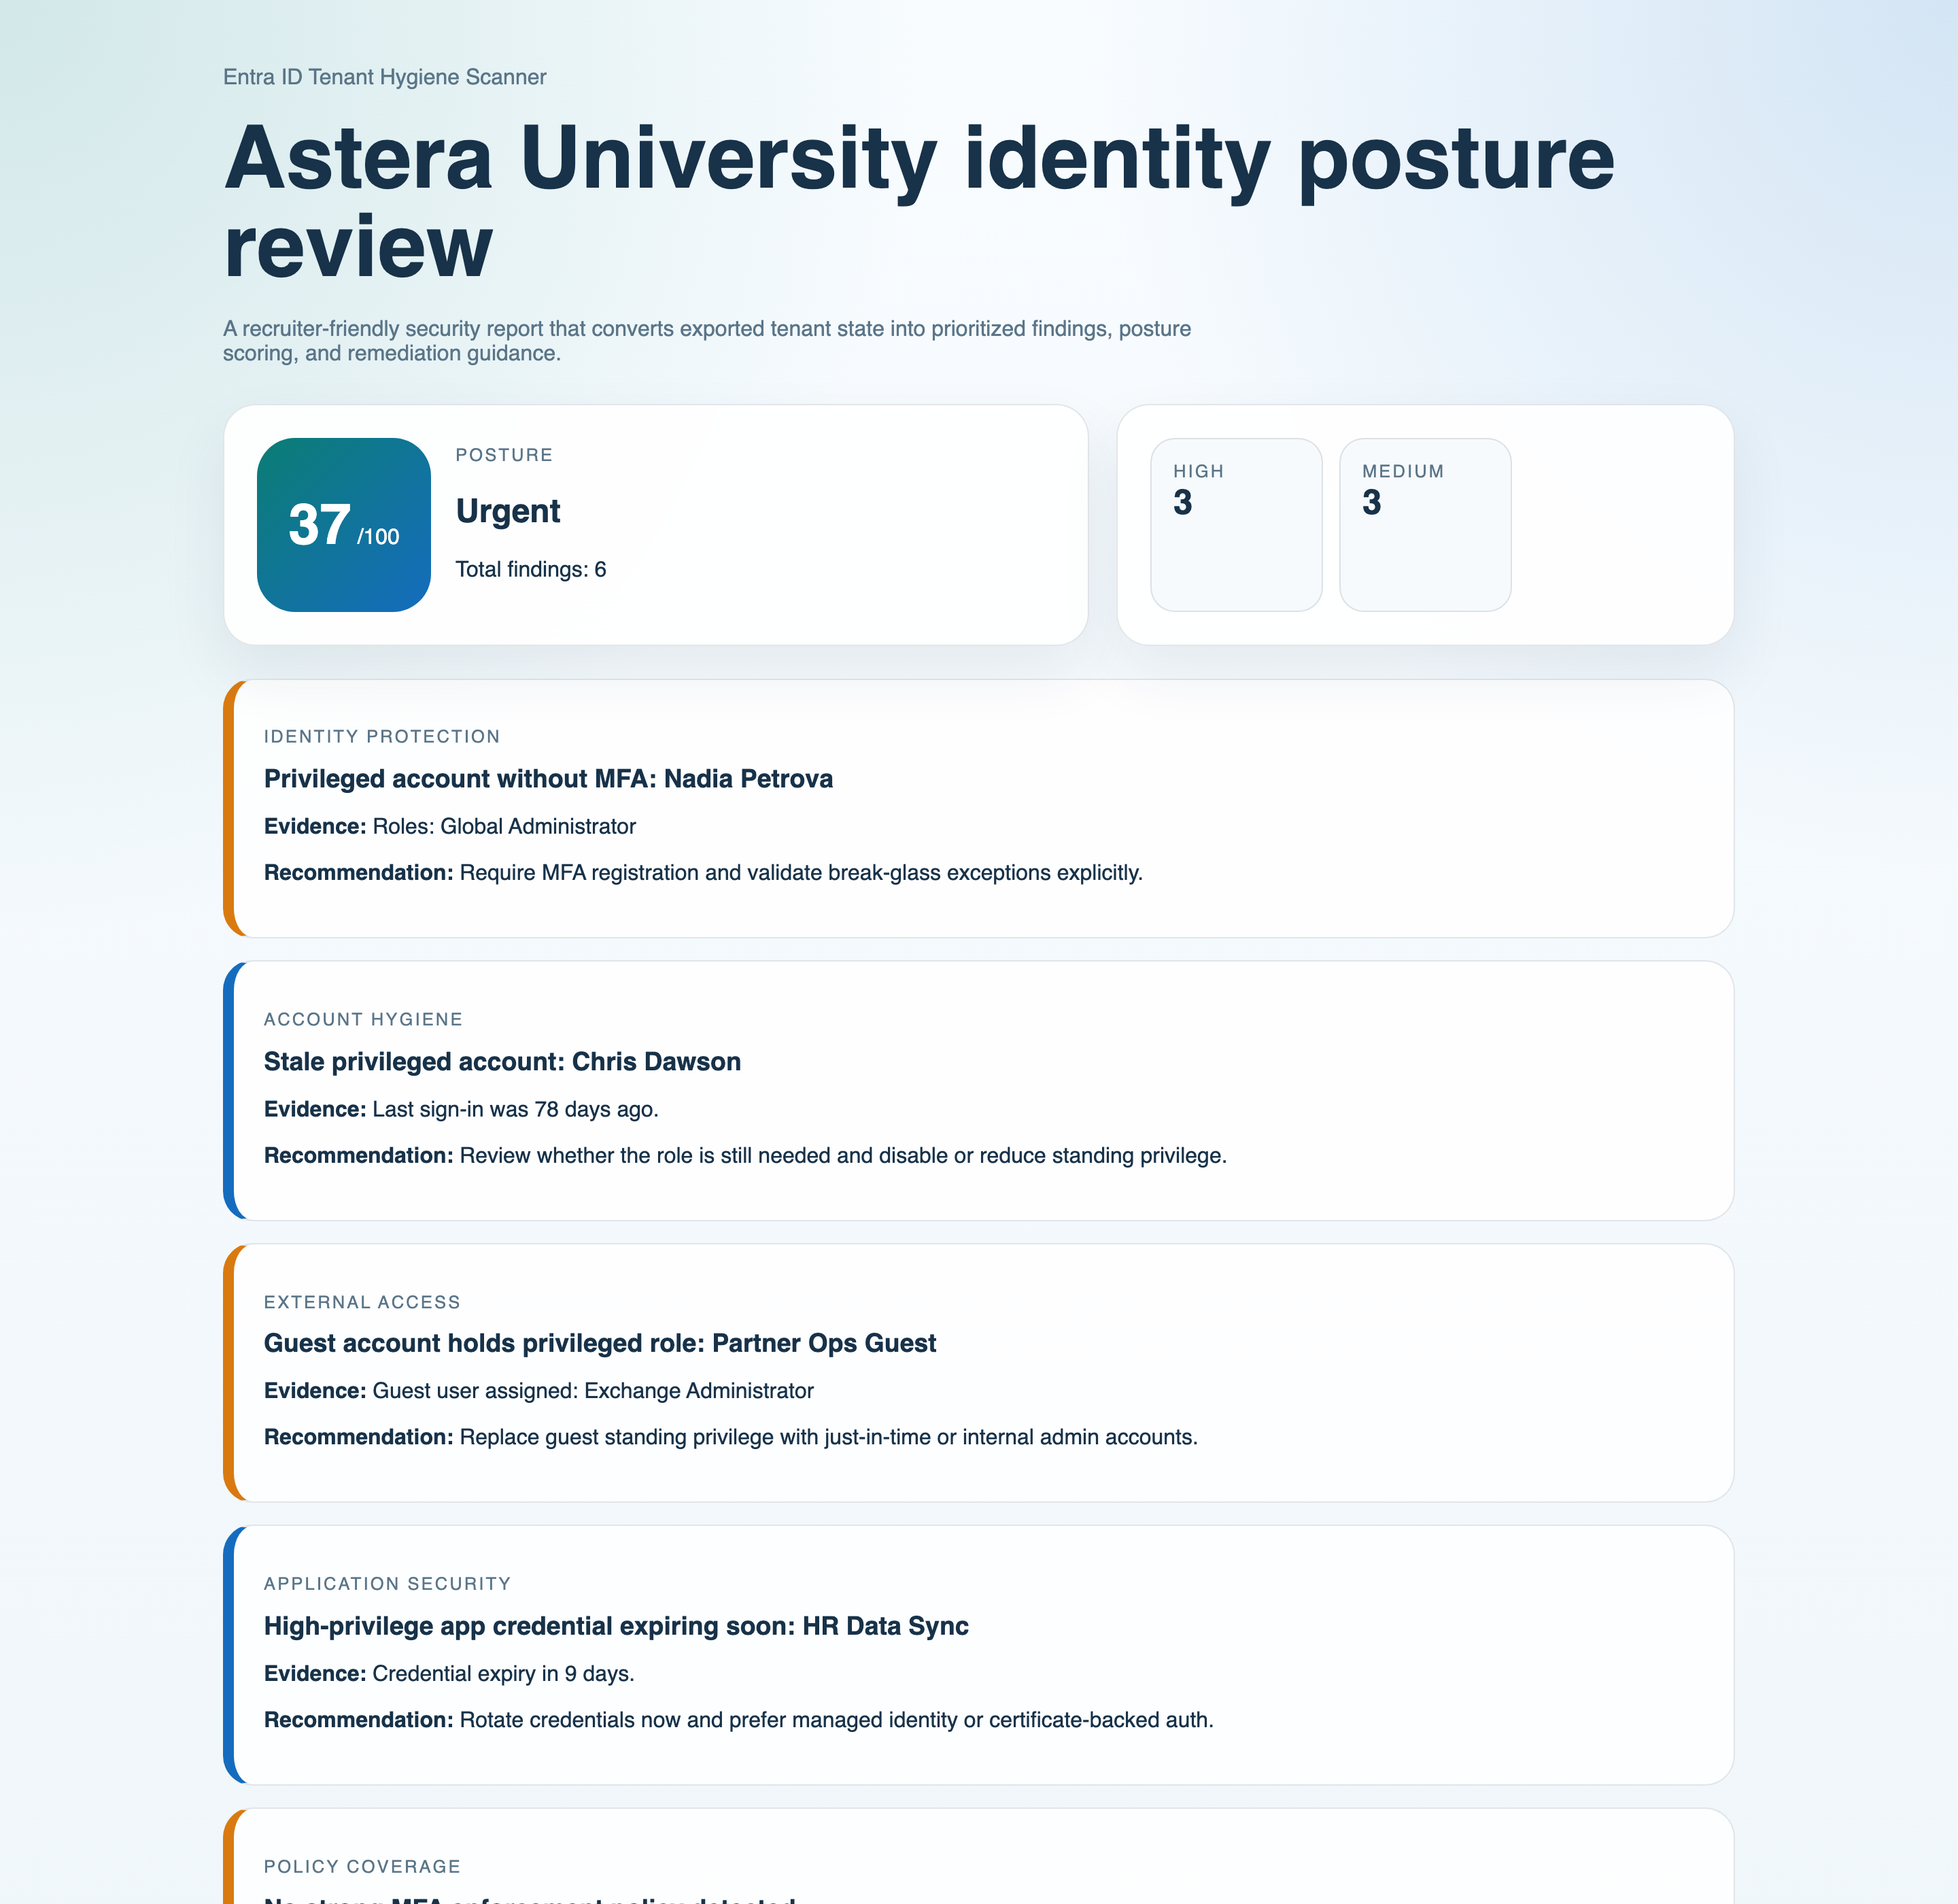 Entra ID Tenant Hygiene Scanner
Astera University identity posture
review
A recruiter-friendly security report that converts exported tenant state into prioritized findings, posture
scoring, and remediation guidance.
37 /100
POSTURE
Urgent
Total findings: 6
HIGH
3
MEDIUM
3
IDENTITY PROTECTION
Privileged account without MFA: Nadia Petrova
Evidence: Roles: Global Administrator
Recommendation: Require MFA registration and validate break-glass exceptions explicitly.
ACCOUNT HYGIENE
Stale privileged account: Chris Dawson
Evidence: Last sign-in was 78 days ago.
Recommendation: Review whether the role is still needed and disable or reduce standing privilege.
EXTERNAL ACCESS
Guest account holds privileged role: Partner Ops Guest
Evidence: Guest user assigned: Exchange Administrator
Recommendation: Replace guest standing privilege with just-in-time or internal admin accounts.
APPLICATION SECURITY
High-privilege app credential expiring soon: HR Data Sync
Evidence: Credential expiry in 9 days.
Recommendation: Rotate credentials now and prefer managed identity or certificate-backed auth.
POLICY COVERAGE
No strong MFA enforcement policy detected